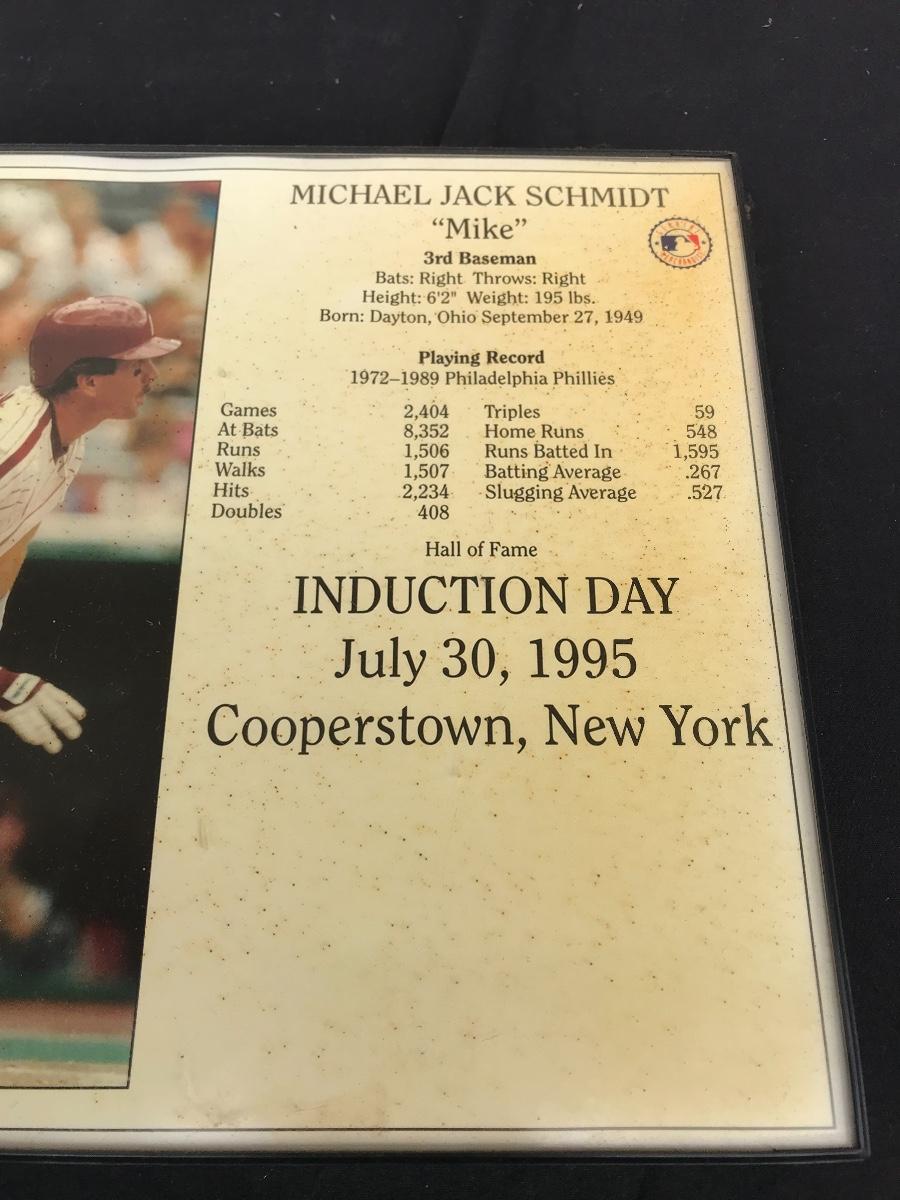 MICHAEL JACK SCHMIDT
“Mike”
3rd Baseman
Bats: Right Throws: Right
Height: 6'2" Weight: 195 lbs.
Born: Dayton, Ohio September 27, 1949
Playing Record
1972–1989 Philadelphia Phillies
Games 2,404 Triples 59
At Bats 8,352 Home Runs 548
Runs 1,506 Runs Batted In 1,595
Walks 1,507 Batting Average .267
Hits 2,234 Slugging Average .527
Doubles 408
Hall of Fame
INDUCTION DAY
July 30, 1995
Cooperstown, New York